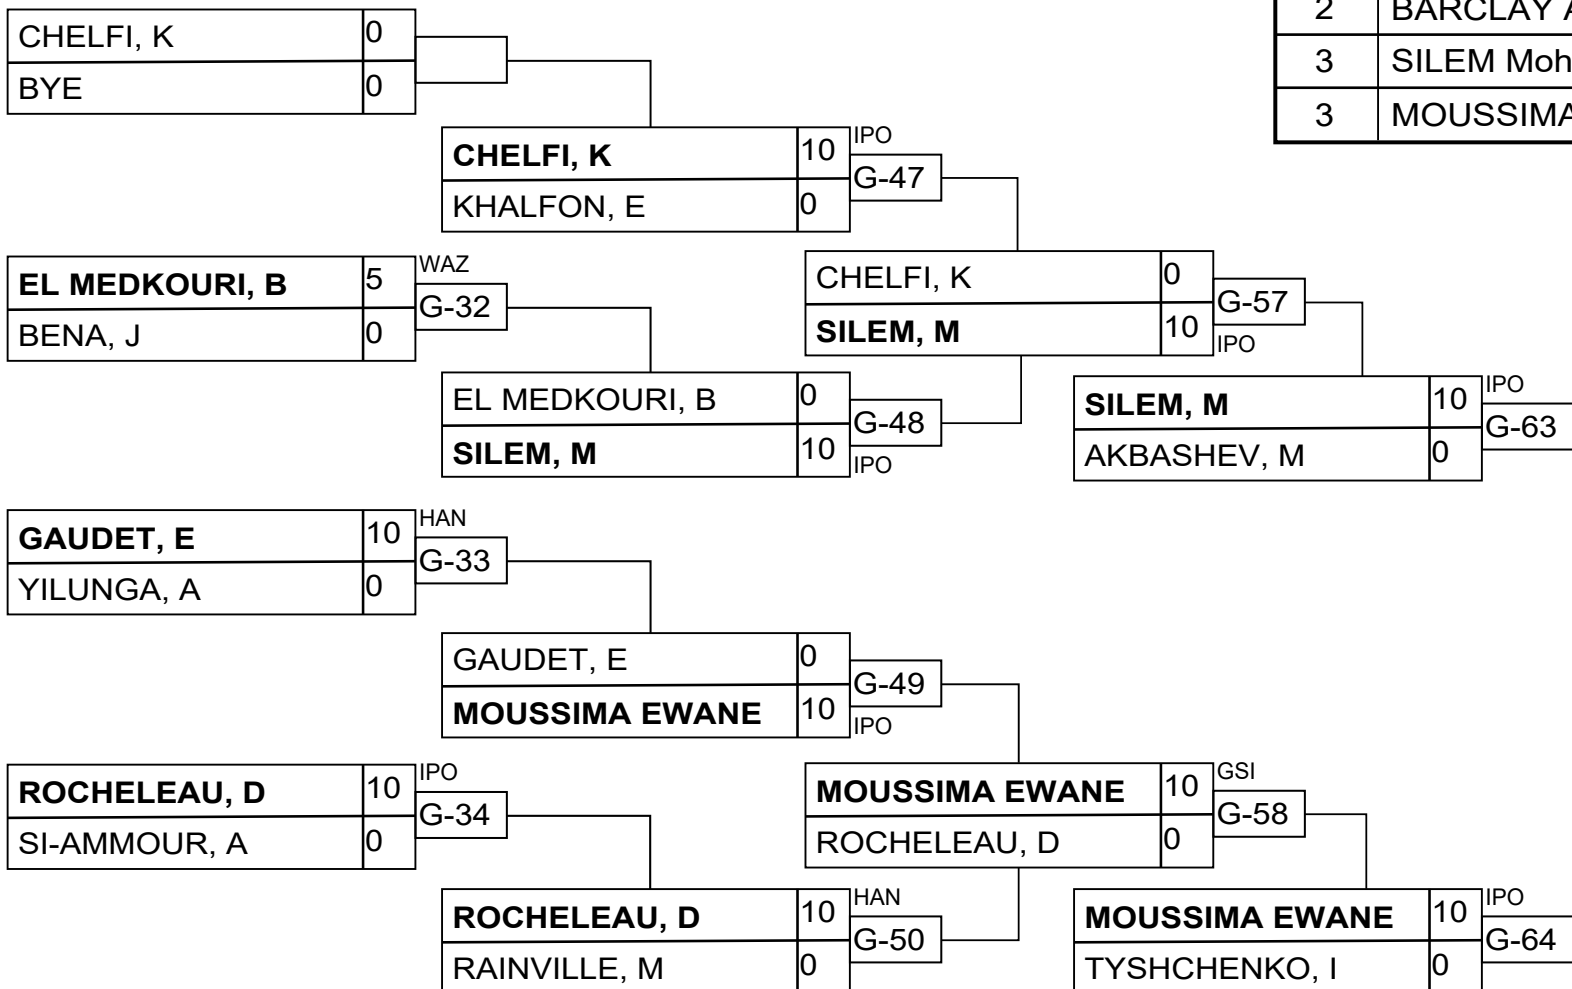 2 BARCLAY A
3 SILEM Moh
3 MOUSSIMA
CHELFI, K 0
BYE 0
CHELFI, K 10 IPO
G-47
KHALFON, E 0
EL MEDKOURI, B 5 WAZ
G-32
BENA, J 0
CHELFI, K 0
G-57
SILEM, M 10 IPO
EL MEDKOURI, B 0
G-48
SILEM, M 10 IPO
SILEM, M 10 IPO
G-63
AKBASHEV, M 0
GAUDET, E 10 HAN
G-33
YILUNGA, A 0
GAUDET, E 0
G-49
MOUSSIMA EWANE 10 IPO
ROCHELEAU, D 10 IPO
G-34
SI-AMMOUR, A 0
MOUSSIMA EWANE 10 GSI
G-58
ROCHELEAU, D 0
ROCHELEAU, D 10 HAN
G-50
RAINVILLE, M 0
MOUSSIMA EWANE 10 IPO
G-64
TYSHCHENKO, I 0